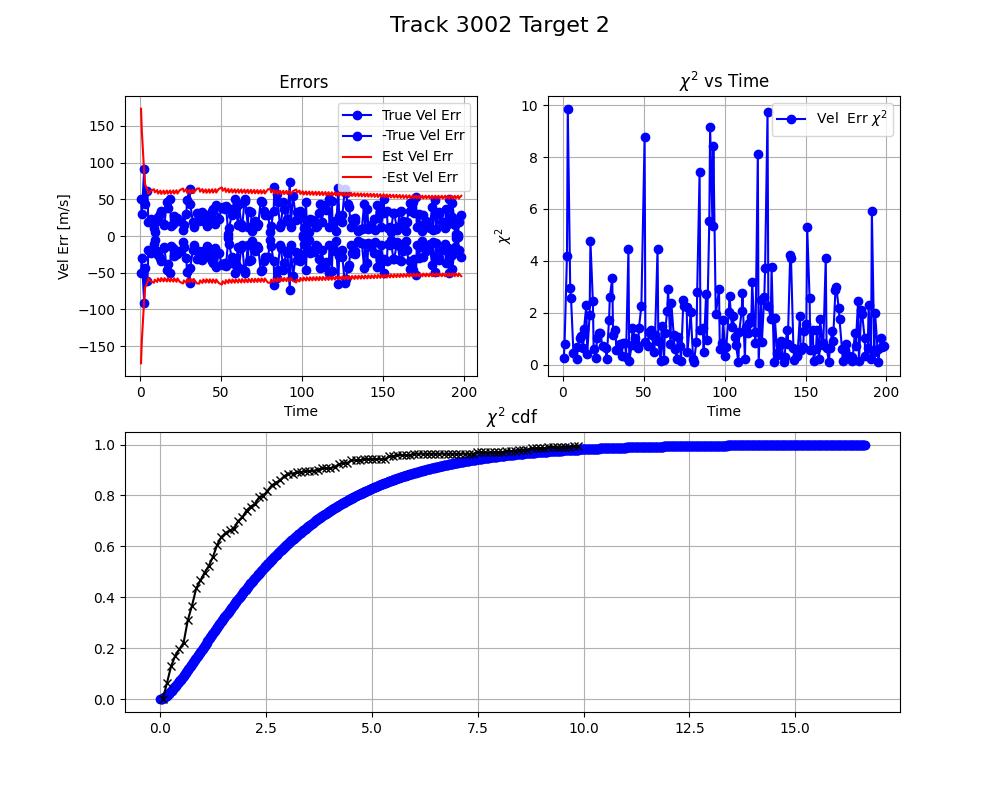 Track 3002 Target 2
Errors
Vel Err [m/s]
150
100
50
0
−50
−100
−150
True Vel Err
-True Vel Err
Est Vel Err
-Est Vel Err
0
50
100
150
200
Time
χ² vs Time
χ²
10
8
6
4
2
0
Vel Err χ²
0
50
100
150
200
Time
χ² cdf
1.0
0.8
0.6
0.4
0.2
0.0
0.0
2.5
5.0
7.5
10.0
12.5
15.0